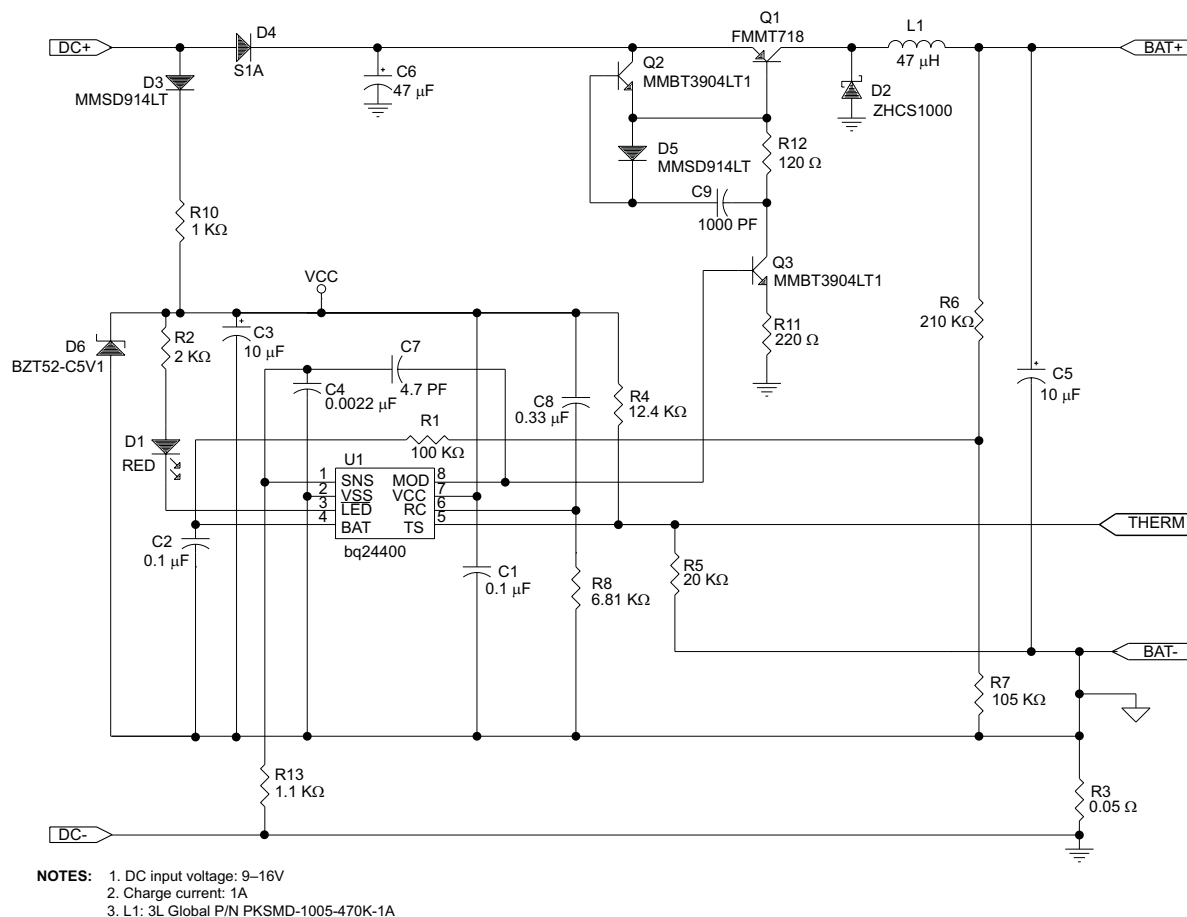 DC+
D4
S1A
D3
MMSD914LT
C6
47 μF
+
Q2
MMBT3904LT1
Q1
FMMT718
L1
47 μH
BAT+
D2
ZHCS1000
D5
MMSD914LT
R12
120 Ω
C9
1000 PF
R10
1 KΩ
Q3
MMBT3904LT1
VCC
R6
210 KΩ
R11
220 Ω
D6
BZT52-C5V1
R2
2 KΩ
+
C3
10 μF
C7
4.7 PF
C4
0.0022 μF
C8
0.33 μF
R4
12.4 KΩ
+
C5
10 μF
R1
100 KΩ
D1
RED
U1
1 SNS MOD 8
2 VSS VCC 7
3 LED RC 6
4 BAT TS 5
bq24400
THERM
C2
0.1 μF
C1
0.1 μF
R8
6.81 KΩ
R5
20 KΩ
BAT-
R7
105 KΩ
R13
1.1 KΩ
R3
0.05 Ω
DC-
NOTES: 1. DC input voltage: 9–16V
2. Charge current: 1A
3. L1: 3L Global P/N PKSMD-1005-470K-1A